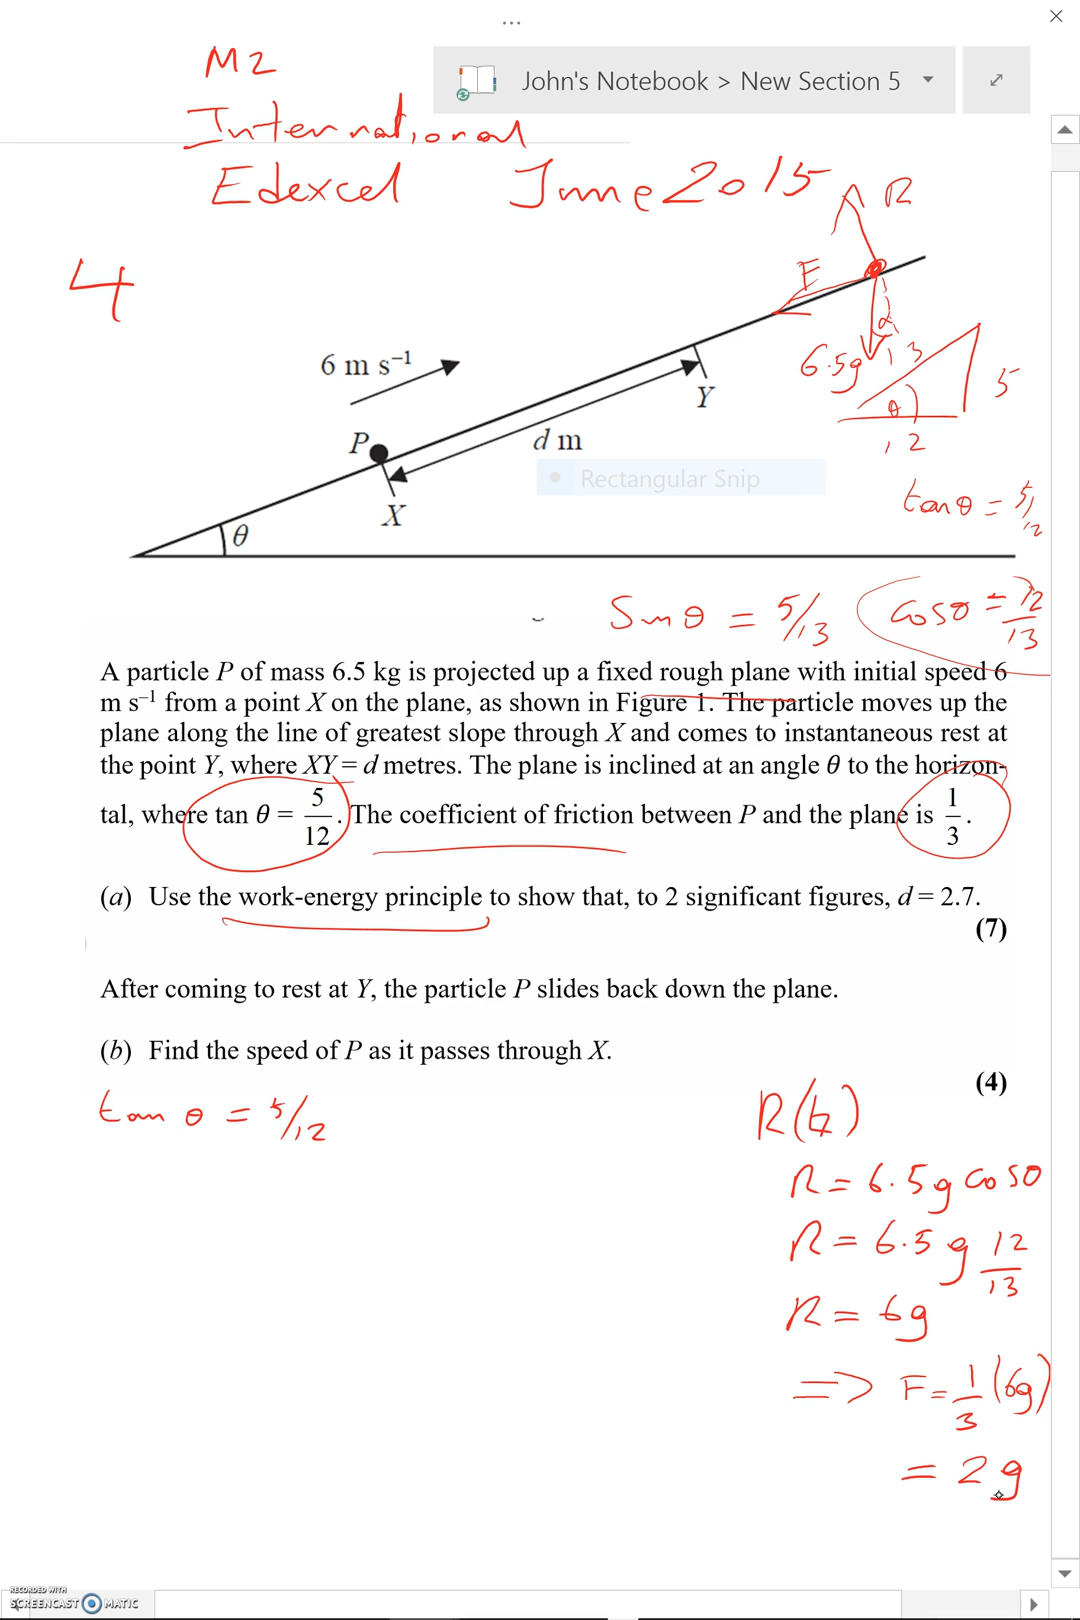 M2
John's Notebook > New Section 5
International
Edexcel June 2015
R
4
F
6 m s⁻¹
α
6.5g
13
5
θ
12
Y
P
d m
Rectangular Snip
X
tanθ = 5/12
θ
Sinθ = 5/13 cosθ = 12/13
A particle P of mass 6.5 kg is projected up a fixed rough plane with initial speed 6
m s⁻¹ from a point X on the plane, as shown in Figure 1. The particle moves up the
plane along the line of greatest slope through X and comes to instantaneous rest at
the point Y, where XY = d metres. The plane is inclined at an angle θ to the horizon-
tal, where tan θ = 5/12. The coefficient of friction between P and the plane is 1/3.
(a) Use the work-energy principle to show that, to 2 significant figures, d = 2.7.
(7)
After coming to rest at Y, the particle P slides back down the plane.
(b) Find the speed of P as it passes through X.
(4)
tan θ = 5/12
R = 6.5g cosθ
R = 6.5g 12/13
R = 6g
=> F = 1/3 (6g)
= 2g
RECORDED WITH
SCREENCAST MATIC